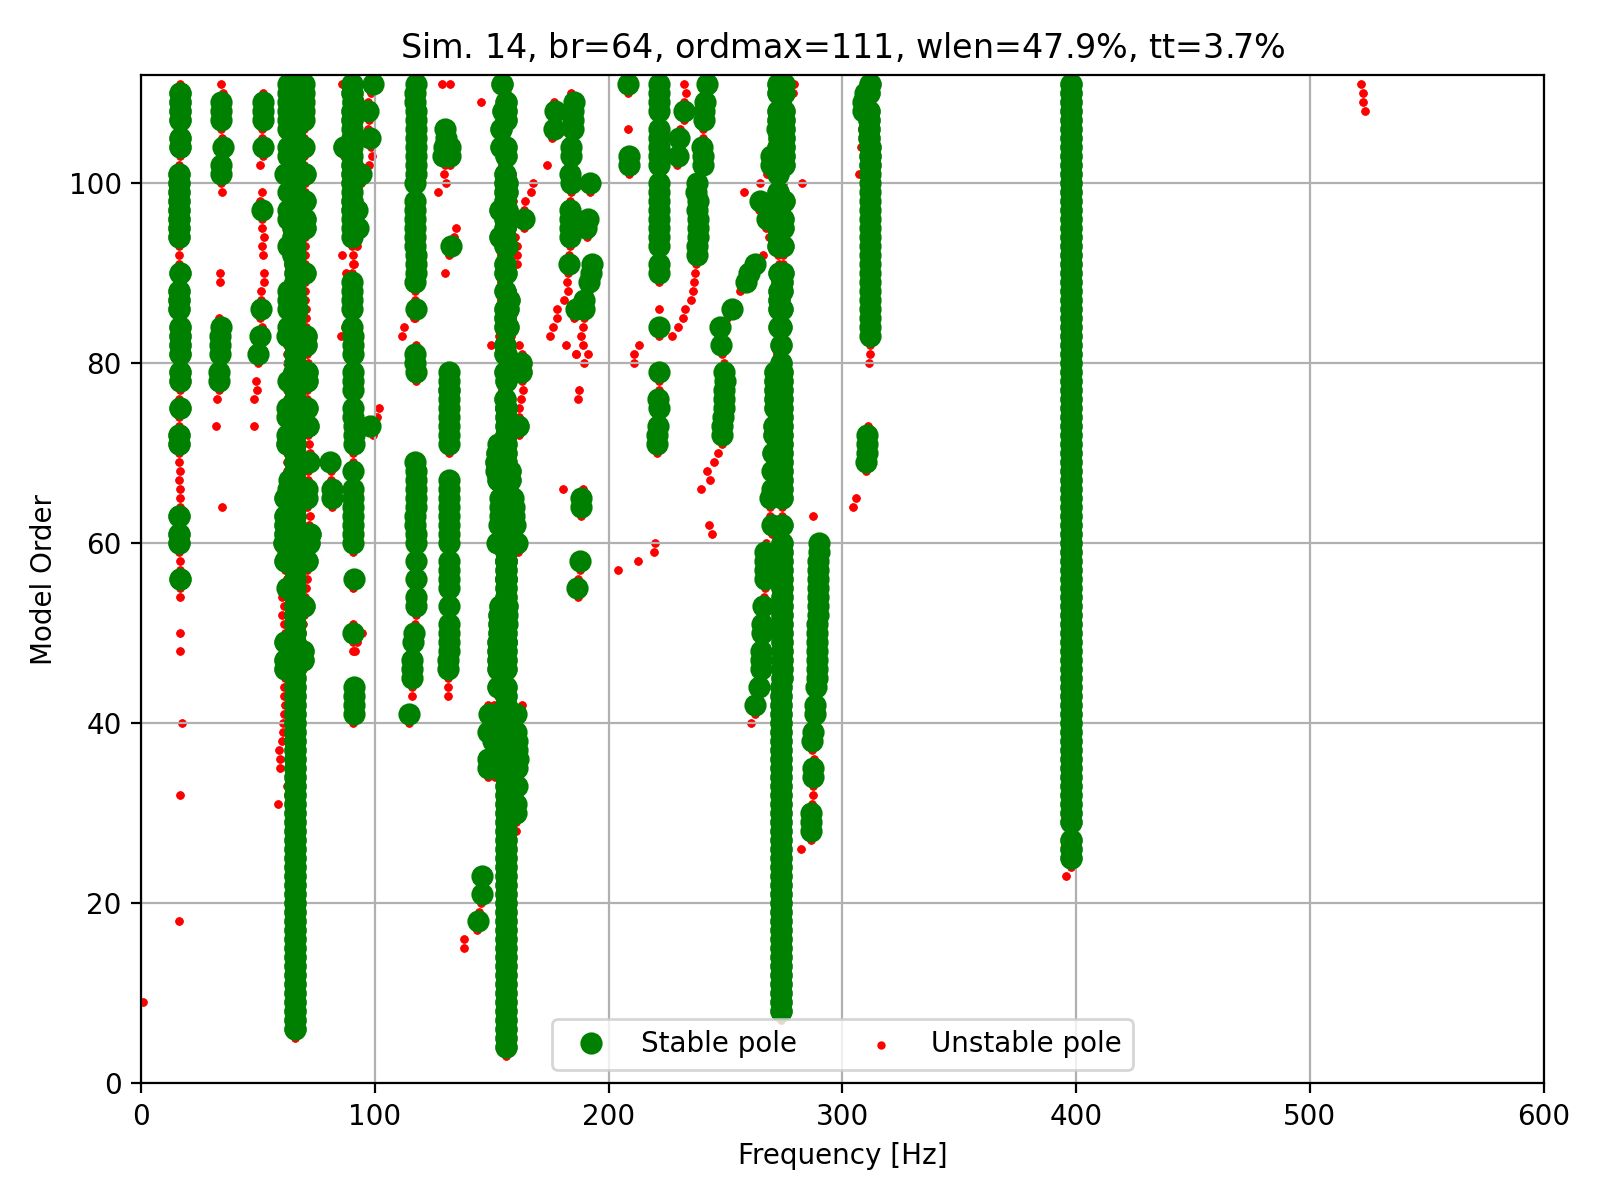 Sim. 14, br=64, ordmax=111, wlen=47.9%, tt=3.7%
Model Order
100
80
60
40
20
0
Stable pole
Unstable pole
0 100 200 300 400 500 600
Frequency [Hz]